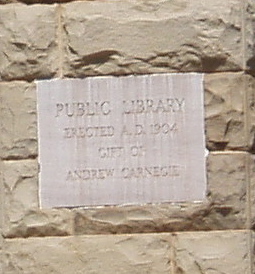 PUBLIC LIBRARY
ERECTED A.D. 1904
GIFT OF
ANDREW CARNEGIE